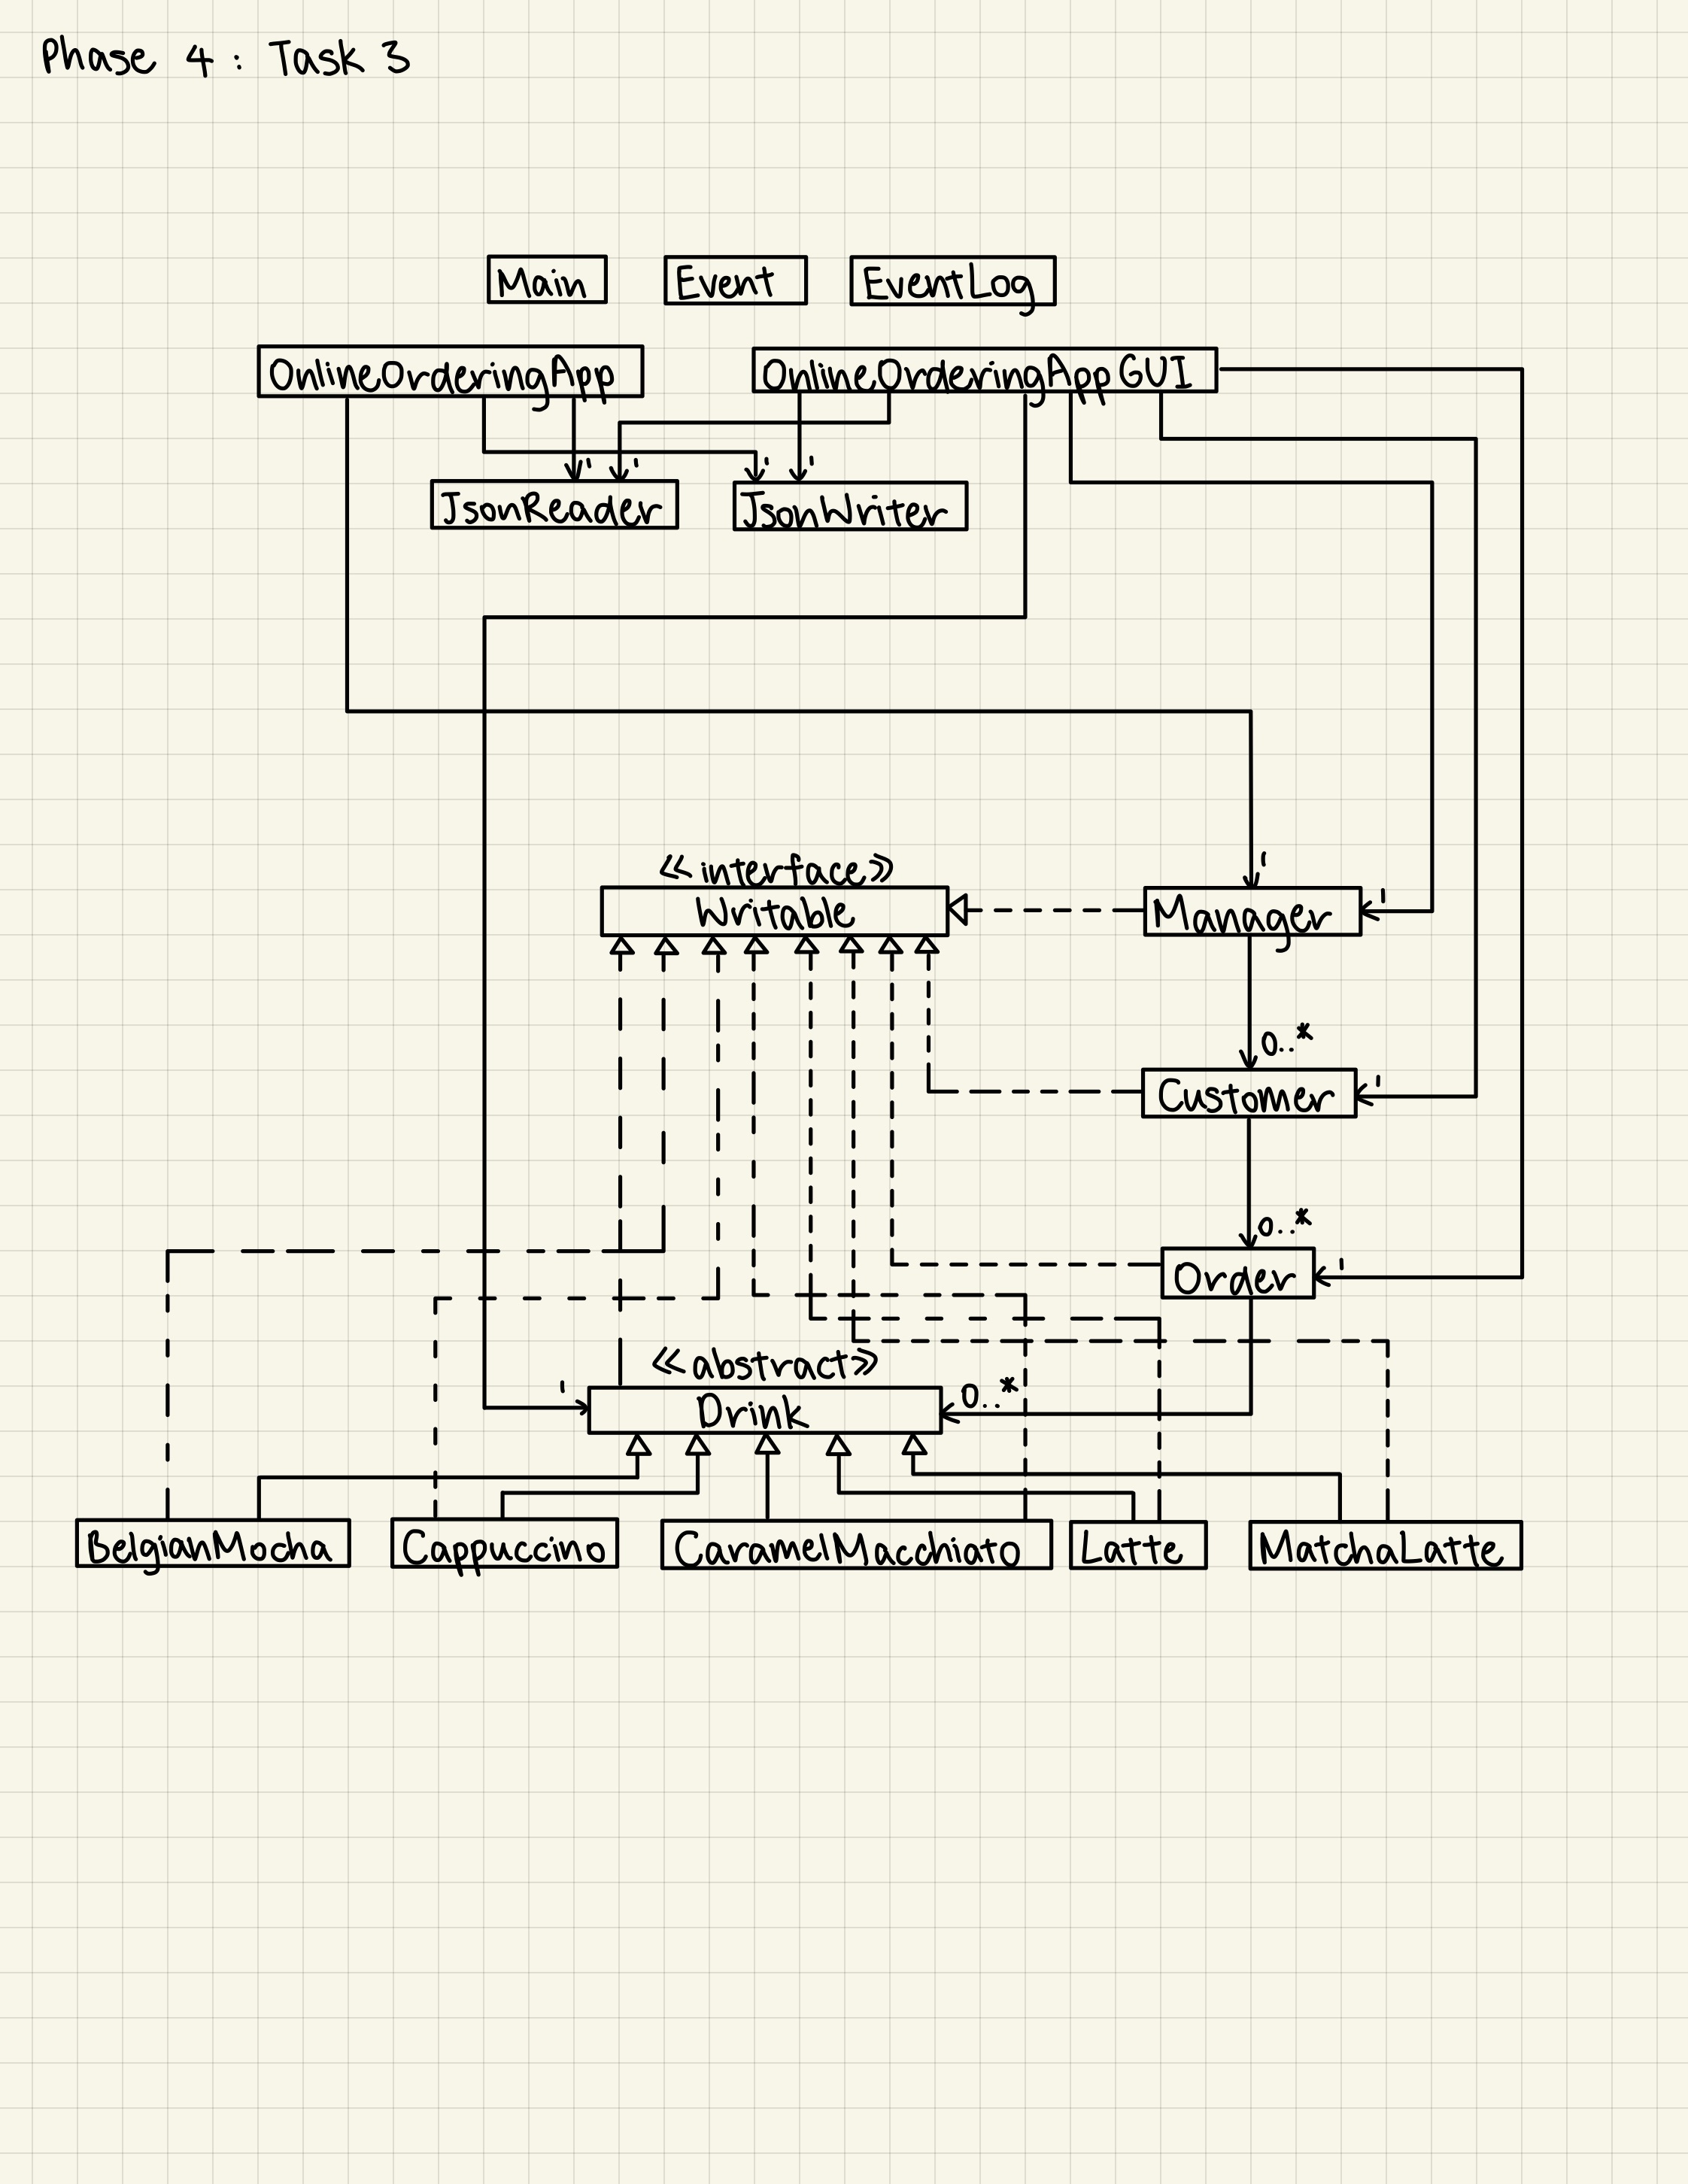 Phase 4 : Task 3
Main Event EventLog
OnlineOrderingApp OnlineOrderingAppGUI
1 1 1 1
JsonReader JsonWriter
1
<<interface>>
Writable Manager 1
0..*
Customer 1
0..*
Order 1
<<abstract>>
1 Drink 0..*
BelgianMocha Cappuccino CaramelMacchiato Latte MatchaLatte